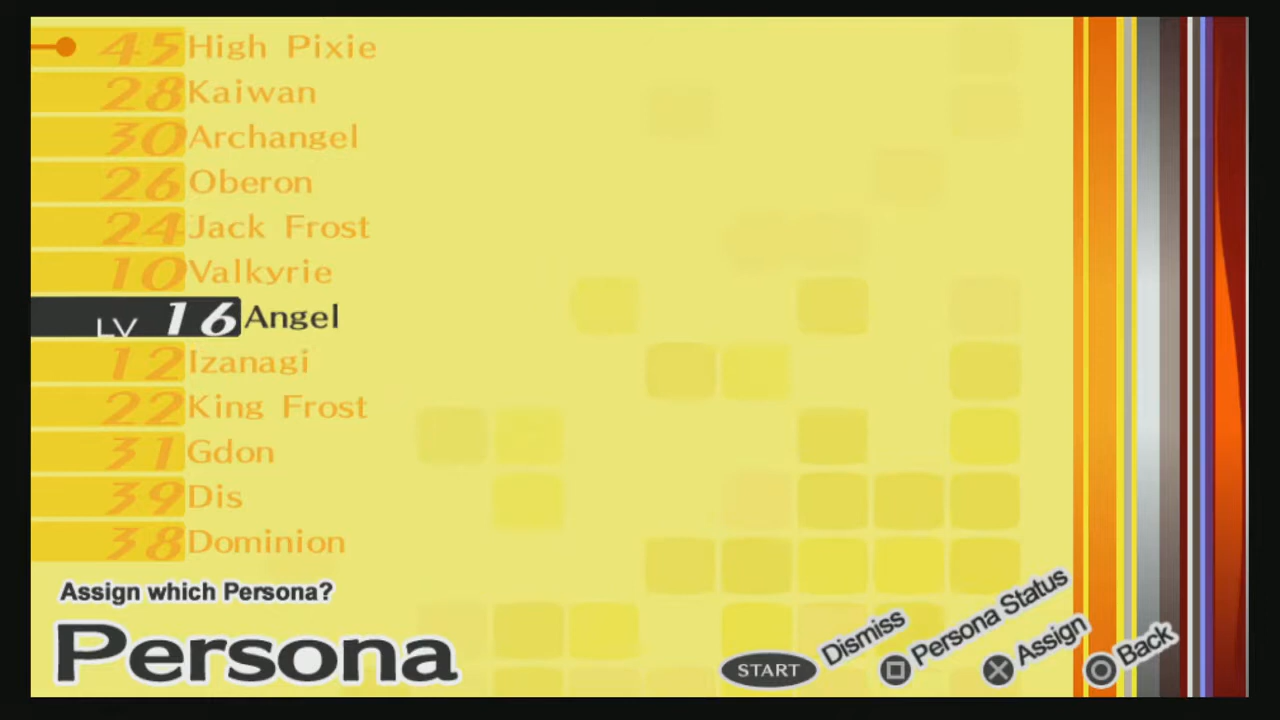 45 High Pixie
28 Kaiwan
30 Archangel
26 Oberon
24 Jack Frost
10 Valkyrie
LV 16 Angel
12 Izanagi
22 King Frost
31 Gdon
39 Dis
38 Dominion
Assign which Persona?
Persona
START Dismiss Persona Status Assign Back